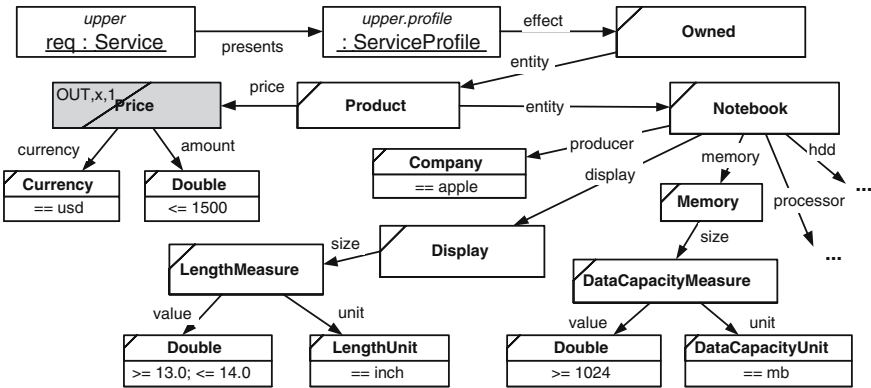 upper
req : Service
presents
upper.profile
: ServiceProfile
effect
Owned
entity
OUT,x,1
Price
price
Product
entity
Notebook
currency
amount
producer
display
memory
hdd
processor
...
...
Currency
== usd
Double
<= 1500
Company
== apple
Memory
size
Display
size
LengthMeasure
DataCapacityMeasure
value
unit
value
unit
Double
>= 13.0; <= 14.0
LengthUnit
== inch
Double
>= 1024
DataCapacityUnit
== mb